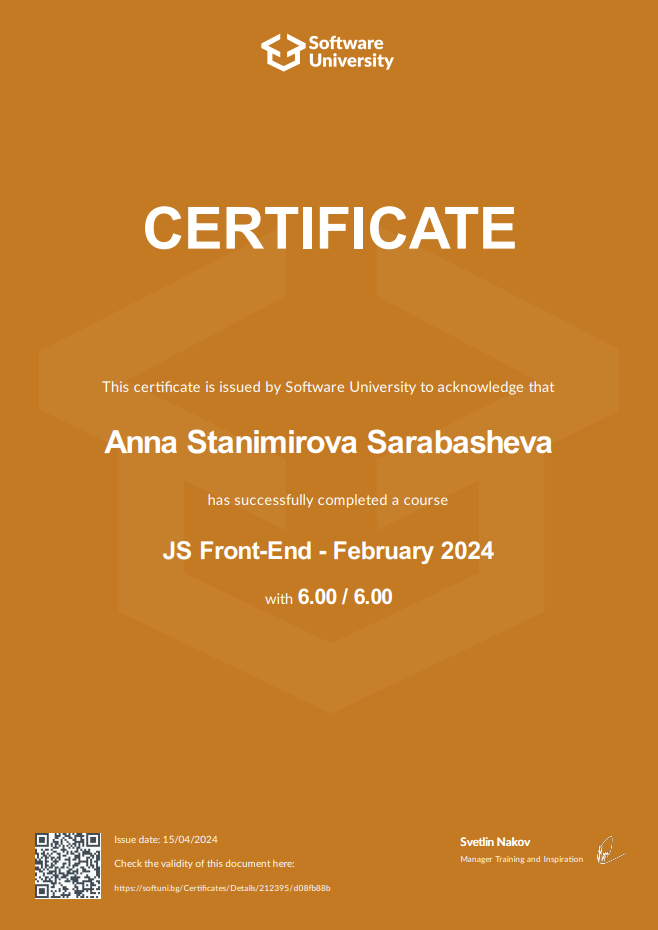 Software
University
CERTIFICATE
This certificate is issued by Software University to acknowledge that
Anna Stanimirova Sarabasheva
has successfully completed a course
JS Front-End - February 2024
with 6.00 / 6.00
Issue date: 15/04/2024
Check the validity of this document here:
https://softuni.bg/Certificates/Details/212395/d08fb88b
Svetlin Nakov
Manager Training and Inspiration